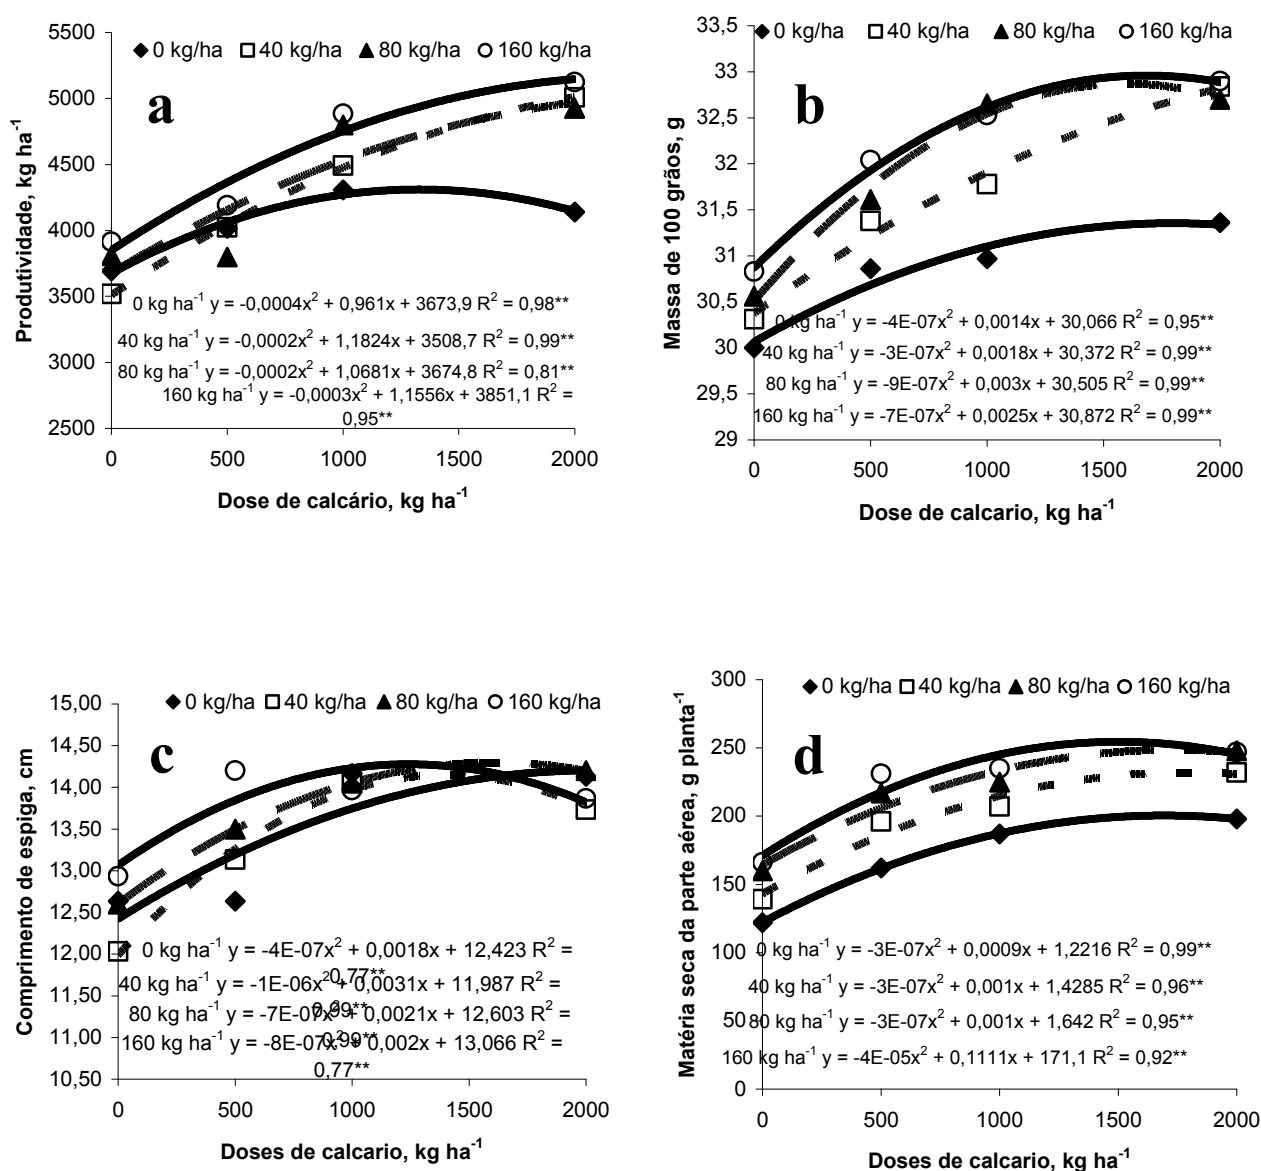 5500
◆ 0 kg/ha □ 40 kg/ha ▲ 80 kg/ha ○ 160 kg/ha
5000
4500
4000
3500
3000
2500
a
Produtividade, kg ha⁻¹
0 kg ha⁻¹ y = -0,0004x² + 0,961x + 3673,9 R² = 0,98**
40 kg ha⁻¹ y = -0,0002x² + 1,1824x + 3508,7 R² = 0,99**
80 kg ha⁻¹ y = -0,0002x² + 1,0681x + 3674,8 R² = 0,81**
160 kg ha⁻¹ y = -0,0003x² + 1,1556x + 3851,1 R² =
0,95**
0 500 1000 1500 2000
Dose de calcário, kg ha⁻¹
33,5
◆ 0 kg/ha □ 40 kg/ha ▲ 80 kg/ha ○ 160 kg/ha
33
32,5
32
31,5
31
30,5
30
29,5
29
b
Massa de 100 grãos, g
0 kg ha⁻¹ y = -4E-07x² + 0,0014x + 30,066 R² = 0,95**
40 kg ha⁻¹ y = -3E-07x² + 0,0018x + 30,372 R² = 0,99**
80 kg ha⁻¹ y = -9E-07x² + 0,003x + 30,505 R² = 0,99**
160 kg ha⁻¹ y = -7E-07x² + 0,0025x + 30,872 R² = 0,99**
0 500 1000 1500 2000
Dose de calcario, kg ha⁻¹
15,00
◆ 0 kg/ha □ 40 kg/ha ▲ 80 kg/ha ○ 160 kg/ha
14,50
14,00
13,50
13,00
12,50
12,00
11,50
11,00
10,50
c
Comprimento de espiga, cm
0 kg ha⁻¹ y = -4E-07x² + 0,0018x + 12,423 R² =
0,77**
40 kg ha⁻¹ y = -1E-06x² + 0,0031x + 11,987 R² =
0,99**
80 kg ha⁻¹ y = -7E-07x² + 0,0021x + 12,603 R² =
0,99**
160 kg ha⁻¹ y = -8E-07x² + 0,002x + 13,066 R² =
0,77**
0 500 1000 1500 2000
Doses de calcario, kg ha⁻¹
300
◆ 0 kg/ha □ 40 kg/ha ▲ 80 kg/ha ○ 160 kg/ha
250
200
150
100
50
0
d
Matéria seca da parte aérea, g planta⁻¹
0 kg ha⁻¹ y = -3E-07x² + 0,0009x + 1,2216 R² = 0,99**
40 kg ha⁻¹ y = -3E-07x² + 0,001x + 1,4285 R² = 0,96**
80 kg ha⁻¹ y = -3E-07x² + 0,001x + 1,642 R² = 0,95**
160 kg ha⁻¹ y = -4E-05x² + 0,1111x + 171,1 R² = 0,92**
0 500 1000 1500 2000
Doses de calcario, kg ha⁻¹